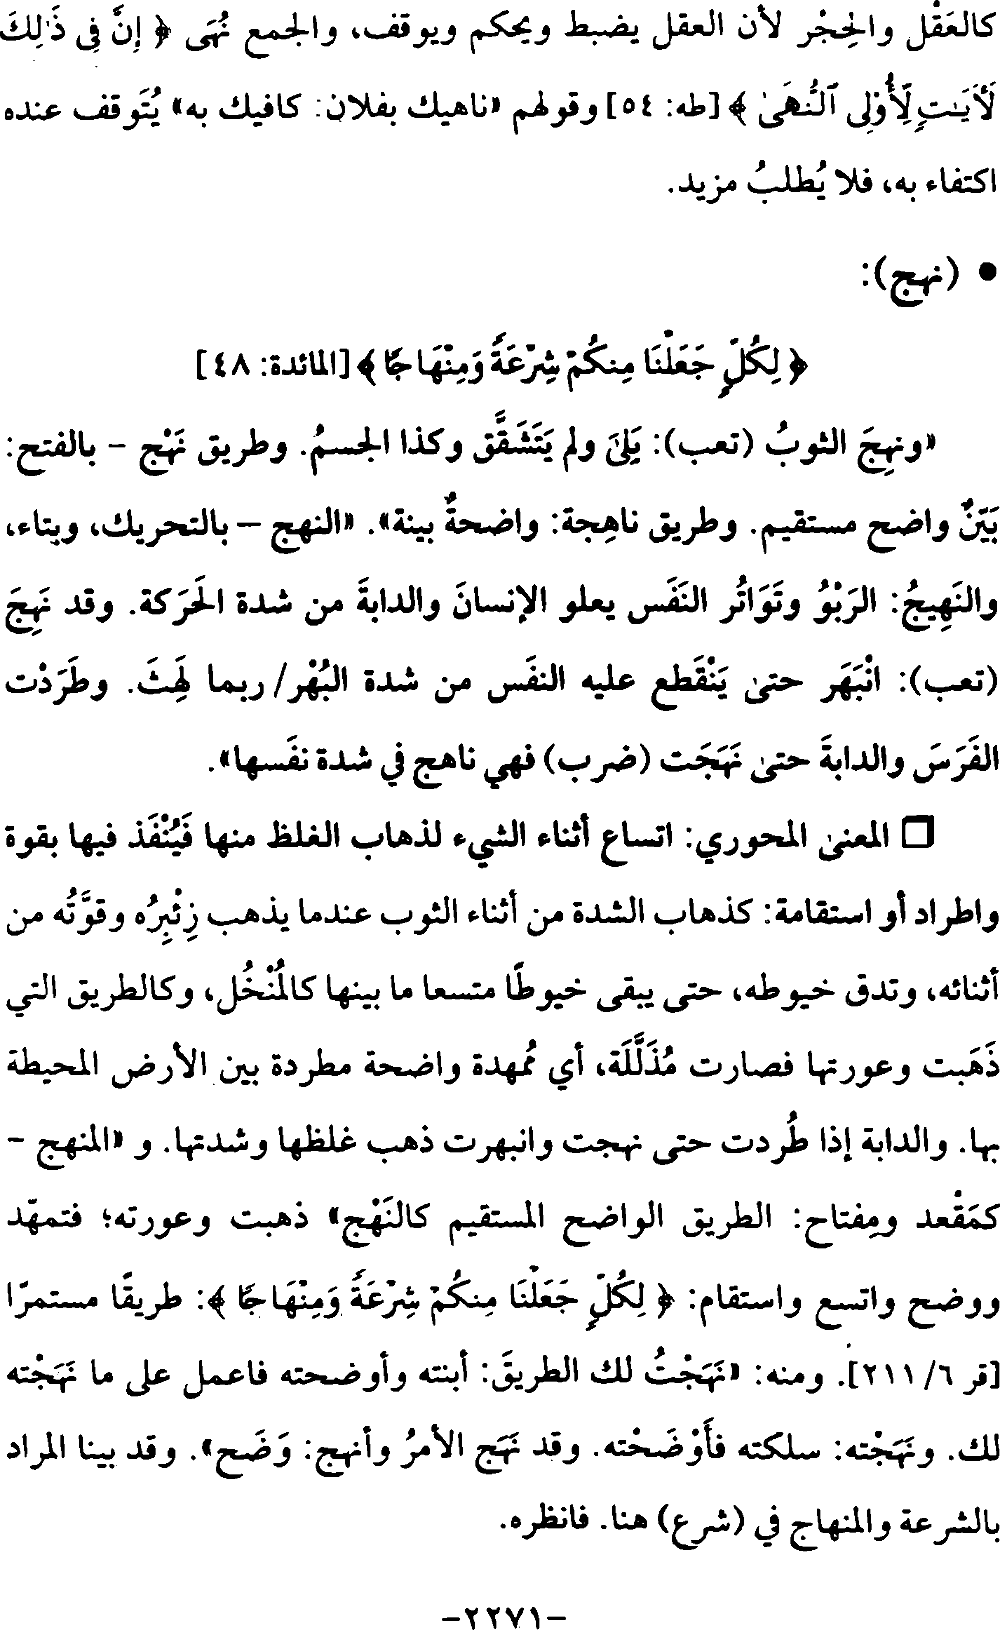 كالعَقْل والحِجْر لأن العقل يضبط ويحكم ويوقف، والجمع نُهَى ﴿ إِنَّ فِي ذَٰلِكَ
لَأَيَـٰتٍ لِّأُوْلِى ٱلنُّهَىٰ ﴾ [طه: ٥٤] وقولهم «ناهيك بفلان: كافيك به» يُتَوقف عنده
اكتفاء به، فلا يُطلبُ مزيد.
• (نهج):
﴿ لِكُلٍّ جَعَلْنَا مِنكُمْ شِرْعَةً وَمِنْهَاجًا ﴾ [المائدة: ٤٨]
«ونهِجَ الثوبُ (تعب): بَلِىَ ولم يَتَشَقَّق وكذا الجسمُ. وطريق نَهْج – بالفتح:
بَيِّنٌ واضح مستقيم. وطريق ناهِجة: واضحةٌ بينة». «النهج – بالتحريك، وبتاء،
والنَهِيجُ: الرَبْوُ وتَوَاتُر النَفَس يعلو الإنسانَ والدابةَ من شدة الحَرَكة. وقد نَهِجَ
(تعب): انْبَهَر حتىٰ يَنْقَطع عليه النفَس من شدة البُهْر/ ربما لَهِثَ. وطَرَدْت
الفَرَسَ والدابةَ حتىٰ نَهَجَت (ضرب) فهي ناهج في شدة نفَسها».
❑ المعنىٰ المحوري: اتساع أثناء الشيء لذهاب الغلظ منها فَيُنْفَذ فيها بقوة
واطراد أو استقامة: كذهاب الشدة من أثناء الثوب عندما يذهب زِئْبِرُه وقوَّتُه من
أثنائه، وتدق خيوطه، حتى يبقى خيوطًا متسعا ما بينها كالمُنْخُل، وكالطريق التي
ذَهَبت وعورتها فصارت مُذَلَّلَة، أي مُمهدة واضحة مطردة بين الأرض المحيطة
بها. والدابة إذا طُردت حتى نهجت وانبهرت ذهب غلظها وشدتها. و «المنهج –
كمَقْعد ومِفتاح: الطريق الواضح المستقيم كالنَهْج» ذهبت وعورته؛ فتمهّد
ووضح واتسع واستقام: ﴿ لِكُلٍّ جَعَلْنَا مِنكُمْ شِرْعَةً وَمِنْهَاجًا ﴾: طريقًا مستمرًا
[قر ٦/ ٢١١]. ومنه: «نَهَجْتُ لك الطريقَ: أبنته وأوضحته فاعمل على ما نَهَجْته
لك. ونَهَجْته: سلكته فأَوْضَحْته. وقد نَهَج الأمرُ وأنهج: وَضَح». وقد بينا المراد
بالشرعة والمنهاج في (شرع) هنا. فانظره.
–٢٢٧١–